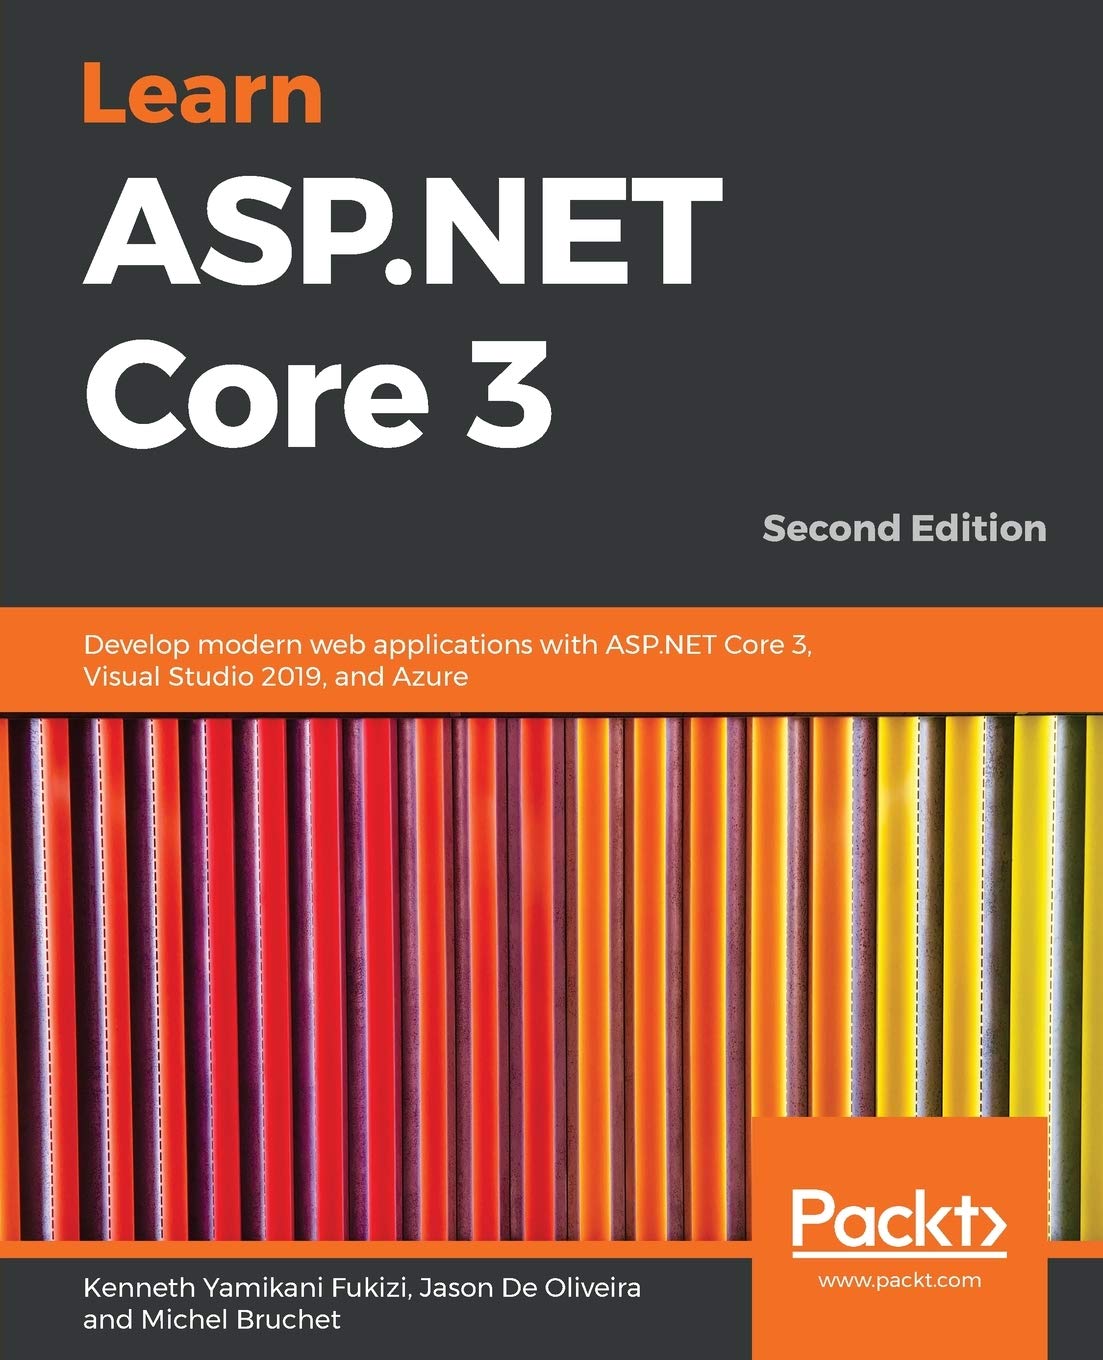 Learn
ASP.NET
Core 3
Second Edition
Develop modern web applications with ASP.NET Core 3,
Visual Studio 2019, and Azure
Packt>
www.packt.com
Kenneth Yamikani Fukizi, Jason De Oliveira
and Michel Bruchet